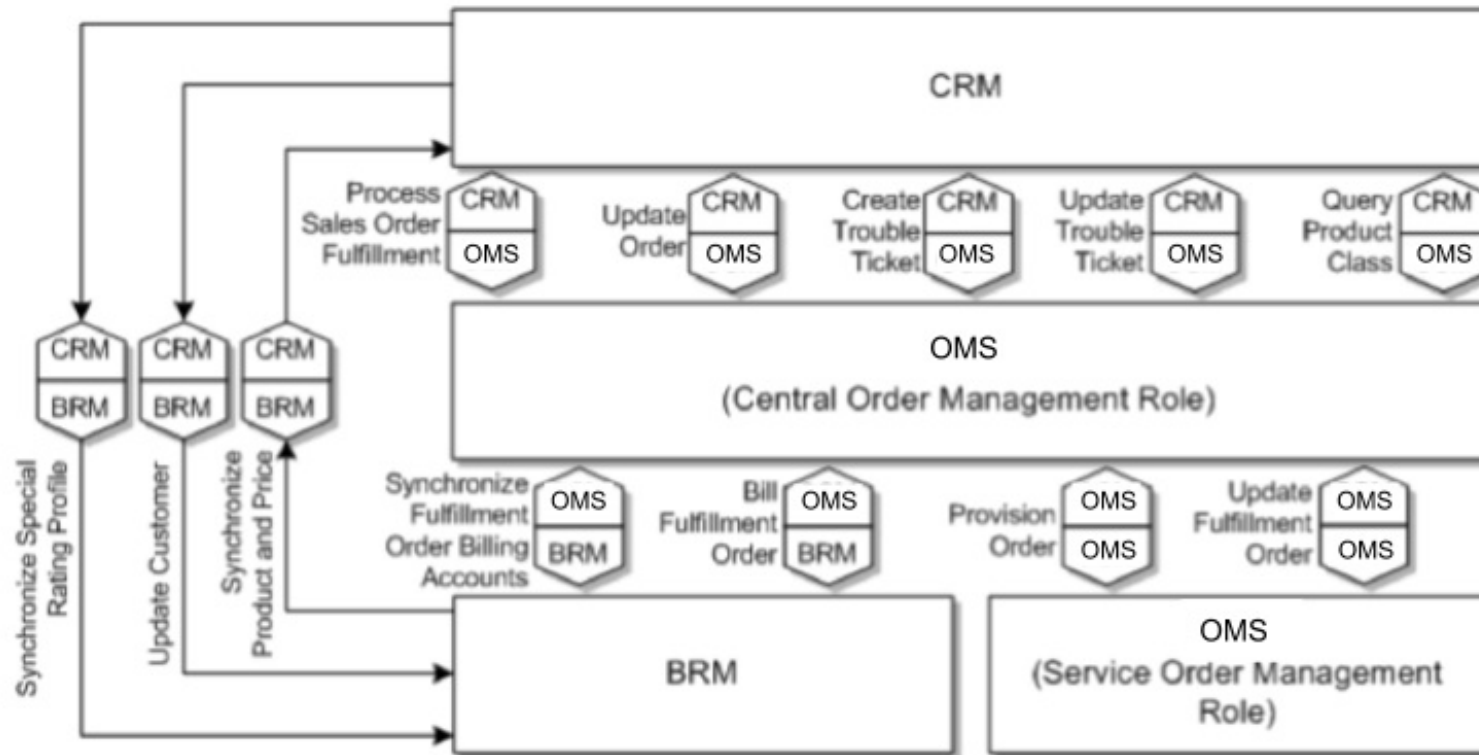 CRM
Process
Sales Order
Fulfillment
CRM
OMS
Update
Order
CRM
OMS
Create
Trouble
Ticket
CRM
OMS
Update
Trouble
Ticket
CRM
OMS
Query
Product
Class
CRM
OMS
CRM
BRM
CRM
BRM
CRM
BRM
OMS
(Central Order Management Role)
Synchronize Special
Rating Profile
Update Customer
Synchronize
Product and Price
Synchronize
Fulfillment
Order Billing
Accounts
OMS
BRM
Bill
Fulfillment
Order
OMS
BRM
Provision
Order
OMS
OMS
Update
Fulfillment
Order
OMS
OMS
BRM
OMS
(Service Order Management
Role)